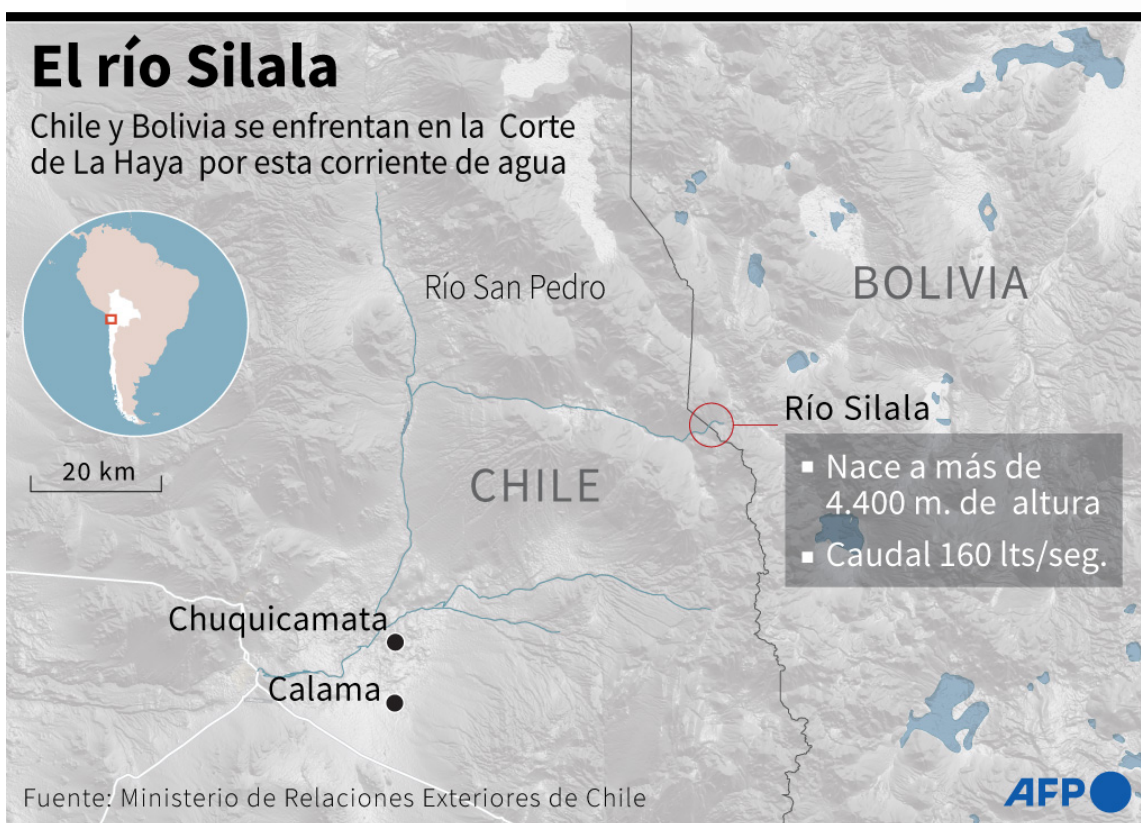 El río Silala
Chile y Bolivia se enfrentan en la Corte
de La Haya por esta corriente de agua
Río San Pedro
BOLIVIA
Río Silala
20 km
CHILE
▪ Nace a más de
4.400 m. de altura
▪ Caudal 160 lts/seg.
Chuquicamata
Calama
Fuente: Ministerio de Relaciones Exteriores de Chile
AFP